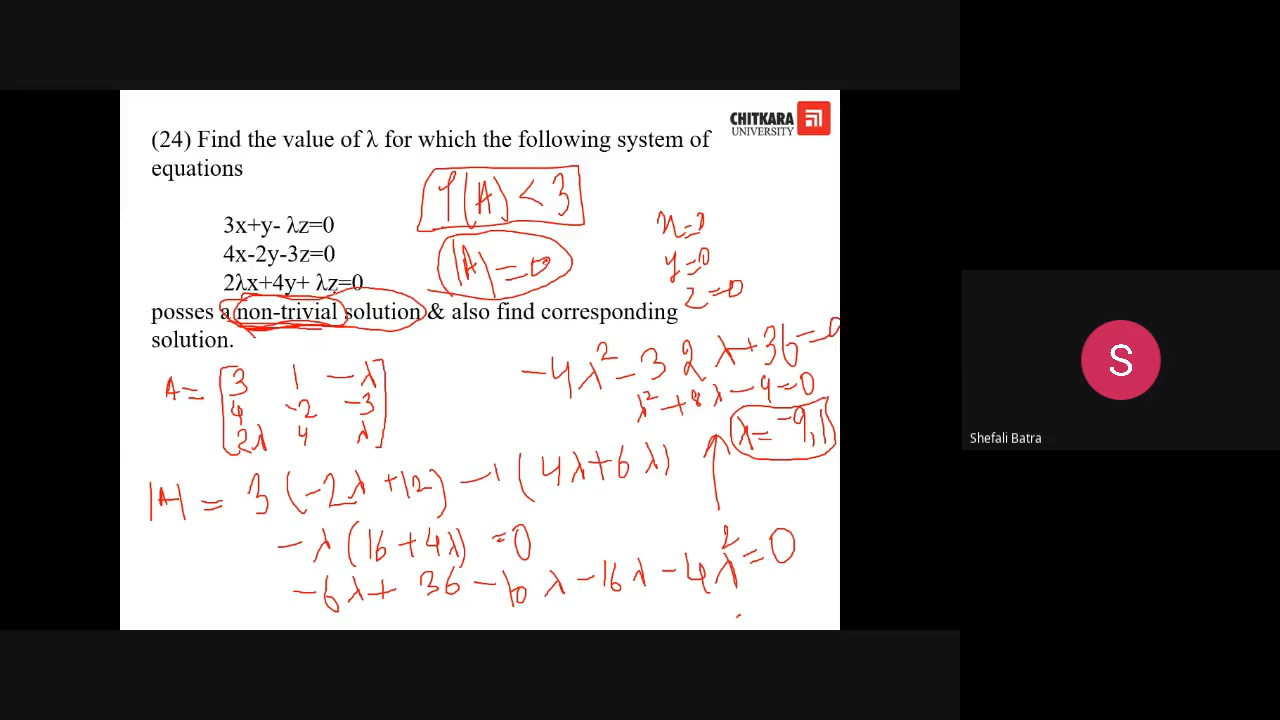 CHITKARA
UNIVERSITY
(24) Find the value of λ for which the following system of
equations
ρ(A) < 3
3x+y- λz=0
4x-2y-3z=0
2λx+4y+ λz=0
|A| = 0
x=0
y=0
z=0
posses a non-trivial solution & also find corresponding
solution.
A = [3 1 -λ
4 -2 -3
2λ 4 λ]
-4λ² - 32λ + 36 = 0
λ² + 8λ - 9 = 0
λ = -9, 1
|A| = 3(-2λ + 12) - 1(4λ + 6λ)
- λ(16 + 4λ) = 0
-6λ + 36 - 10λ - 16λ - 4λ² = 0
S
Shefali Batra